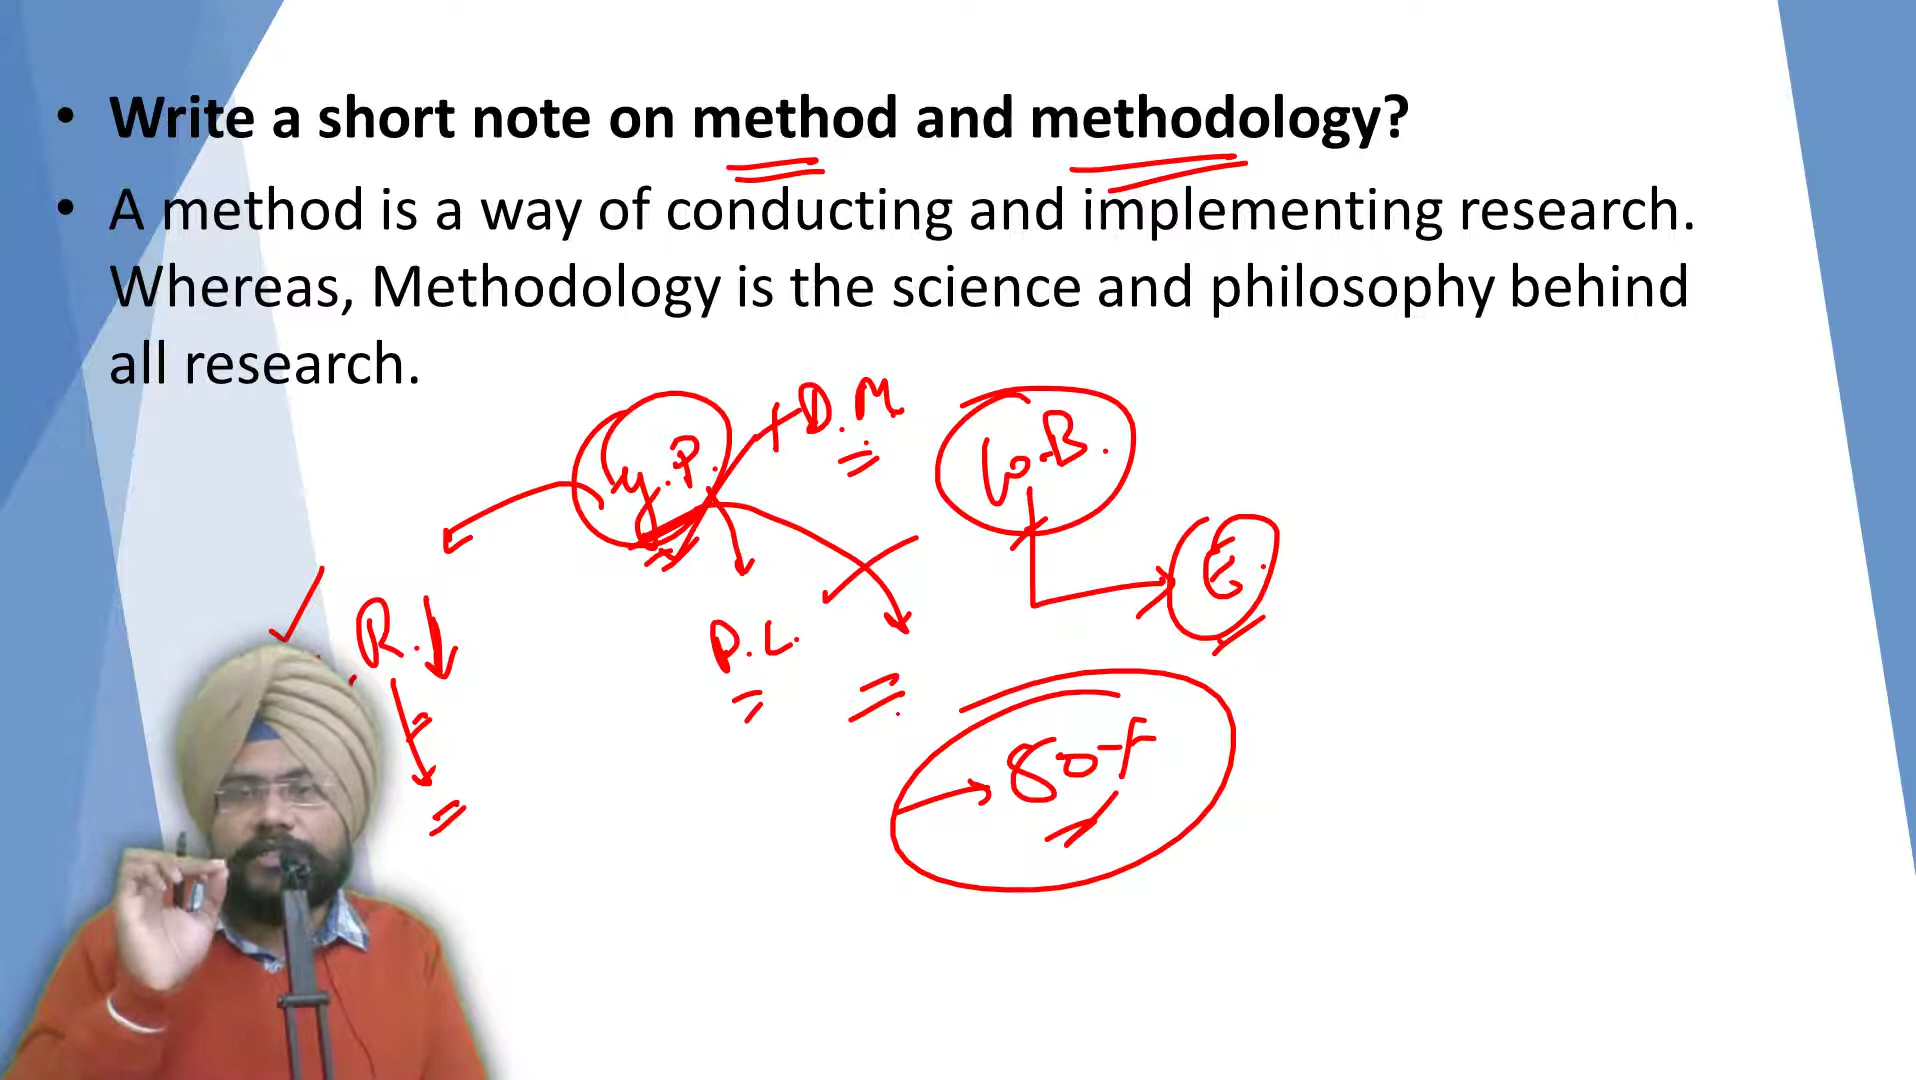 • Write a short note on method and methodology?
• A method is a way of conducting and implementing research.
Whereas, Methodology is the science and philosophy behind
all research.
+D.M
y.P.
W.B.
E.
R.
P.L.
80-F